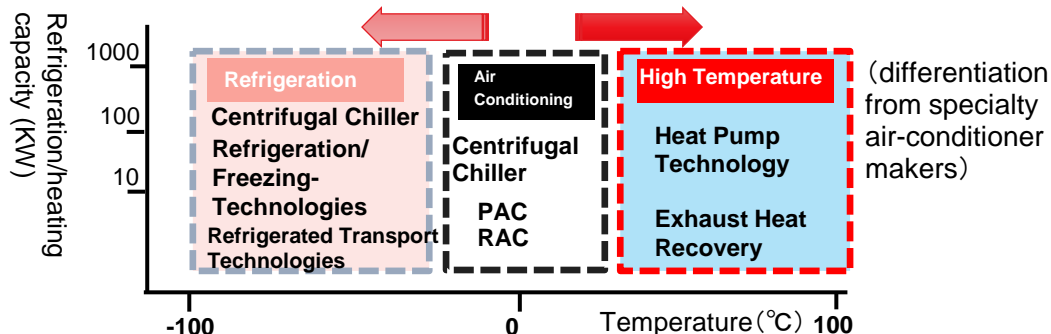 Refrigeration/heating
capacity (KW)
1000
100
10
Refrigeration
Centrifugal Chiller
Refrigeration/
Freezing-
Technologies
Refrigerated Transport
Technologies
Air
Conditioning
Centrifugal
Chiller
PAC
RAC
High Temperature
Heat Pump
Technology
Exhaust Heat
Recovery
（differentiation
from specialty
air-conditioner
makers）
-100
0
Temperature（℃）
100